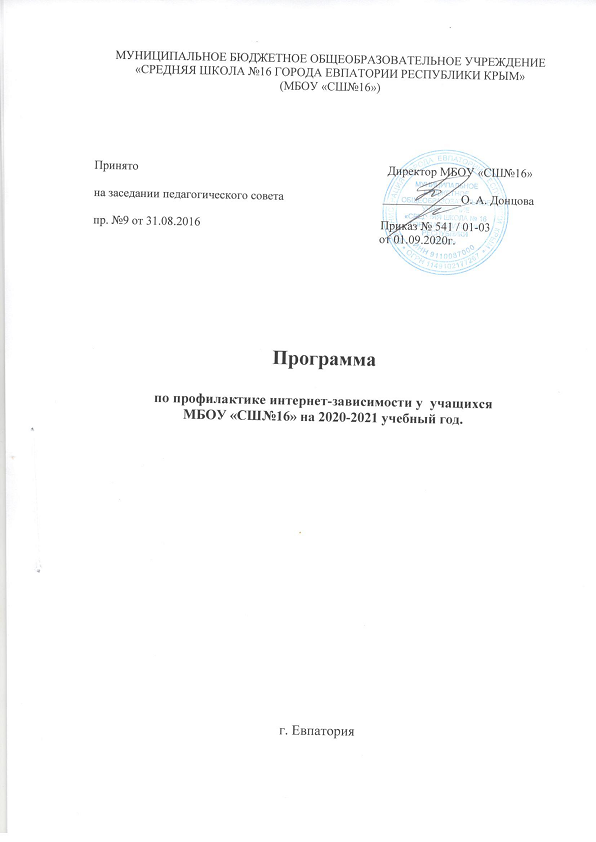 МУНИЦИПАЛЬНОЕ БЮДЖЕТНОЕ ОБЩЕОБРАЗОВАТЕЛЬНОЕ УЧРЕЖДЕНИЕ
«СРЕДНЯЯ ШКОЛА №16 ГОРОДА ЕВПАТОРИИ РЕСПУБЛИКИ КРЫМ»
(МБОУ «СШ№16»)
Принято
на заседании педагогического совета
пр. №9 от 31.08.2016
Директор МБОУ «СШ№16»
О. А. Донцова
Приказ № 541 / 01-03
от 01.09.2020г.
Программа
по профилактике интернет-зависимости у  учащихся
МБОУ «СШ№16» на 2020-2021 учебный год.
г. Евпатория